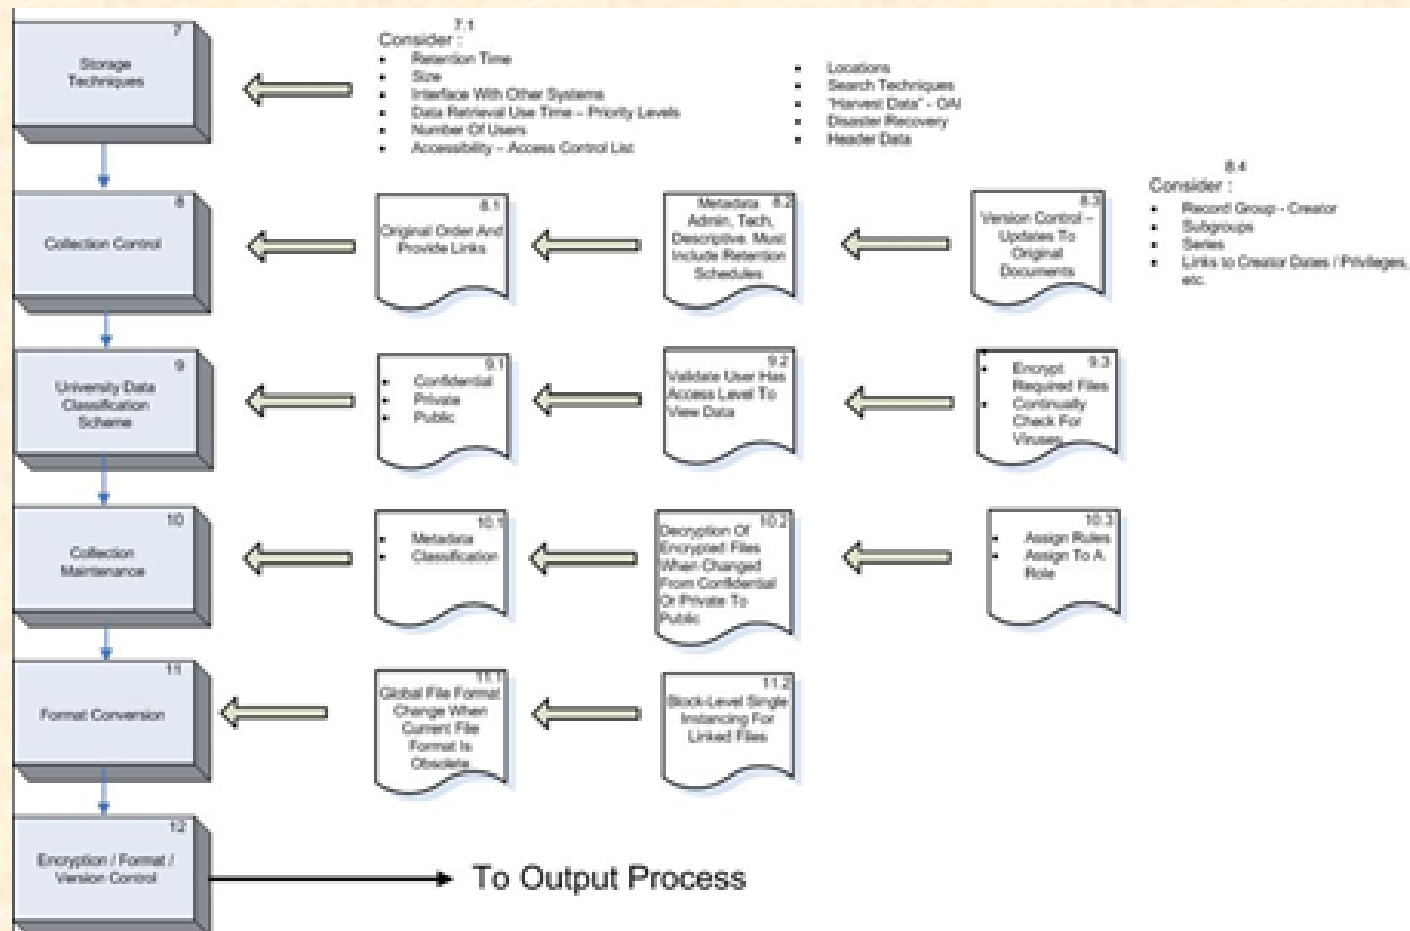 7
Storage
Techniques
7.1
Consider :
• Retention Time
• Size
• Interface With Other Systems
• Data Retrieval Use Time – Priority Levels
• Number Of Users
• Accessibility – Access Control List
• Locations
• Search Techniques
• "Harvest Data" - OAI
• Disaster Recovery
• Header Data
8
Collection Control
8.1
Original Order And
Provide Links
8.2
Metadata
Admin, Tech,
Descriptive. Must
Include Retention
Schedules
8.3
Version Control –
Updates To
Original
Documents
8.4
Consider :
• Record Group - Creator
• Subgroups
• Series
• Links to Creator Dates / Privileges,
etc.
9
University Data
Classification
Scheme
9.1
• Confidential
• Private
• Public
9.2
Validate User Has
Access Level To
View Data
9.3
• Encrypt
Required Files
• Continually
Check For
Viruses
10
Collection
Maintenance
10.1
• Metadata
• Classification
10.2
Decryption Of
Encrypted Files
When Changed
From Confidential
Or Private To
Public
10.3
• Assign Rules
• Assign To A
Role
11
Format Conversion
11.1
Global File Format
Change When
Current File
Format Is
Obsolete
11.2
Block-Level Single
Instancing For
Linked Files
12
Encryption / Format /
Version Control
To Output Process